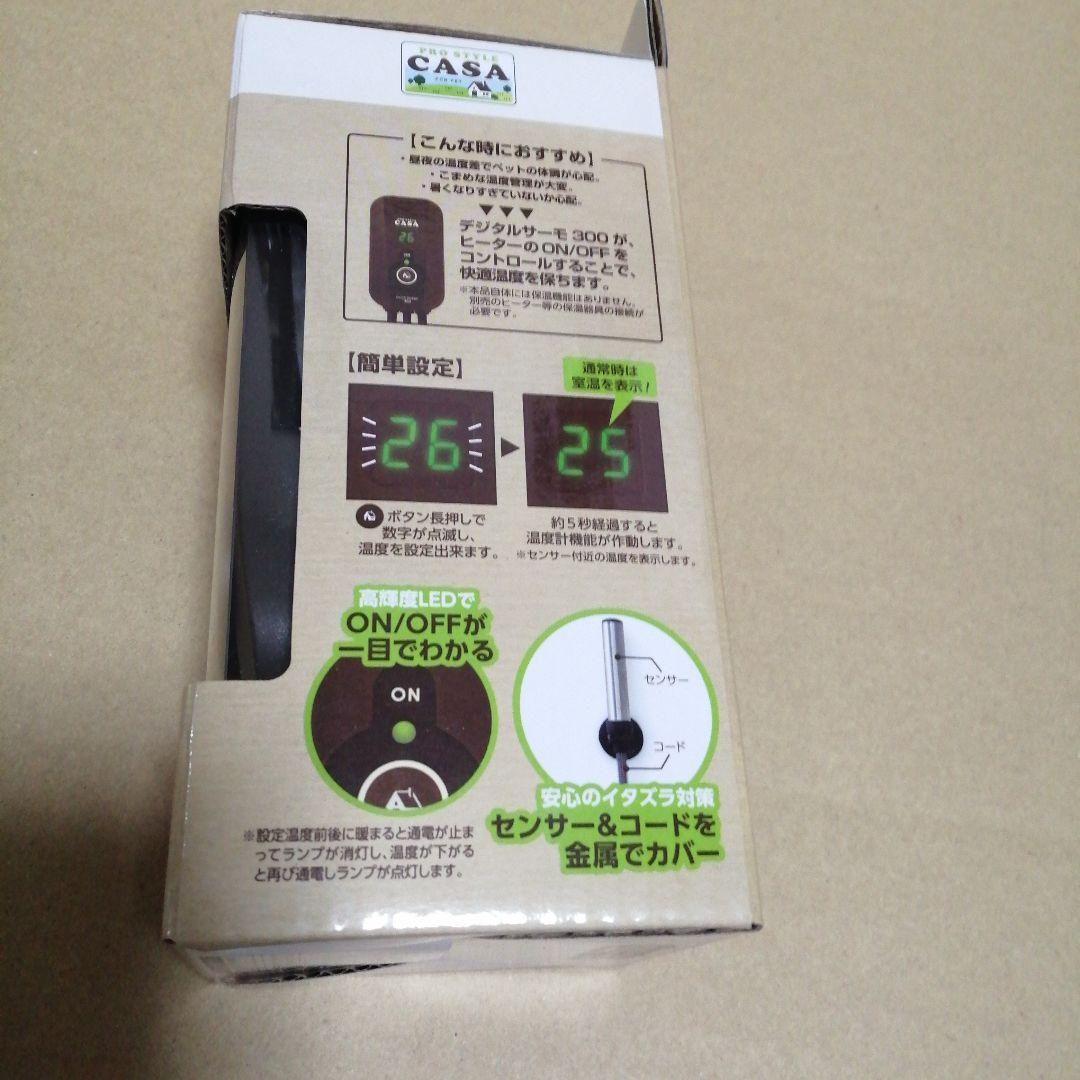 PRO STYLE
CASA
FOR PET
【こんな時におすすめ】
・昼夜の温度差でペットの体調が心配。
・こまめな温度管理が大変。
・暑くなりすぎていないか心配。
▼▼▼
CASA
26
ON
デジタルサーモ 300 が、
ヒーターのON/OFF を
コントロールすることで、
快適温度を保ちます。
※本品自体には保温機能はありません。
別売のヒーター等の保温器具の接続が
必要です。
【簡単設定】
通常時は
室温を表示!
26
▶
25
ボタン長押しで
数字が点滅し、
温度を設定出来ます。
約5秒経過すると
温度計機能が作動します。
※センサー付近の温度を表示します。
高輝度LEDで
ON/OFFが
一目でわかる
ON
センサー
コード
安心のイタズラ対策
センサー&コードを
金属でカバー
※設定温度前後に暖まると通電が止ま
ってランプが消灯し、温度が下がる
と再び通電しランプが点灯します。